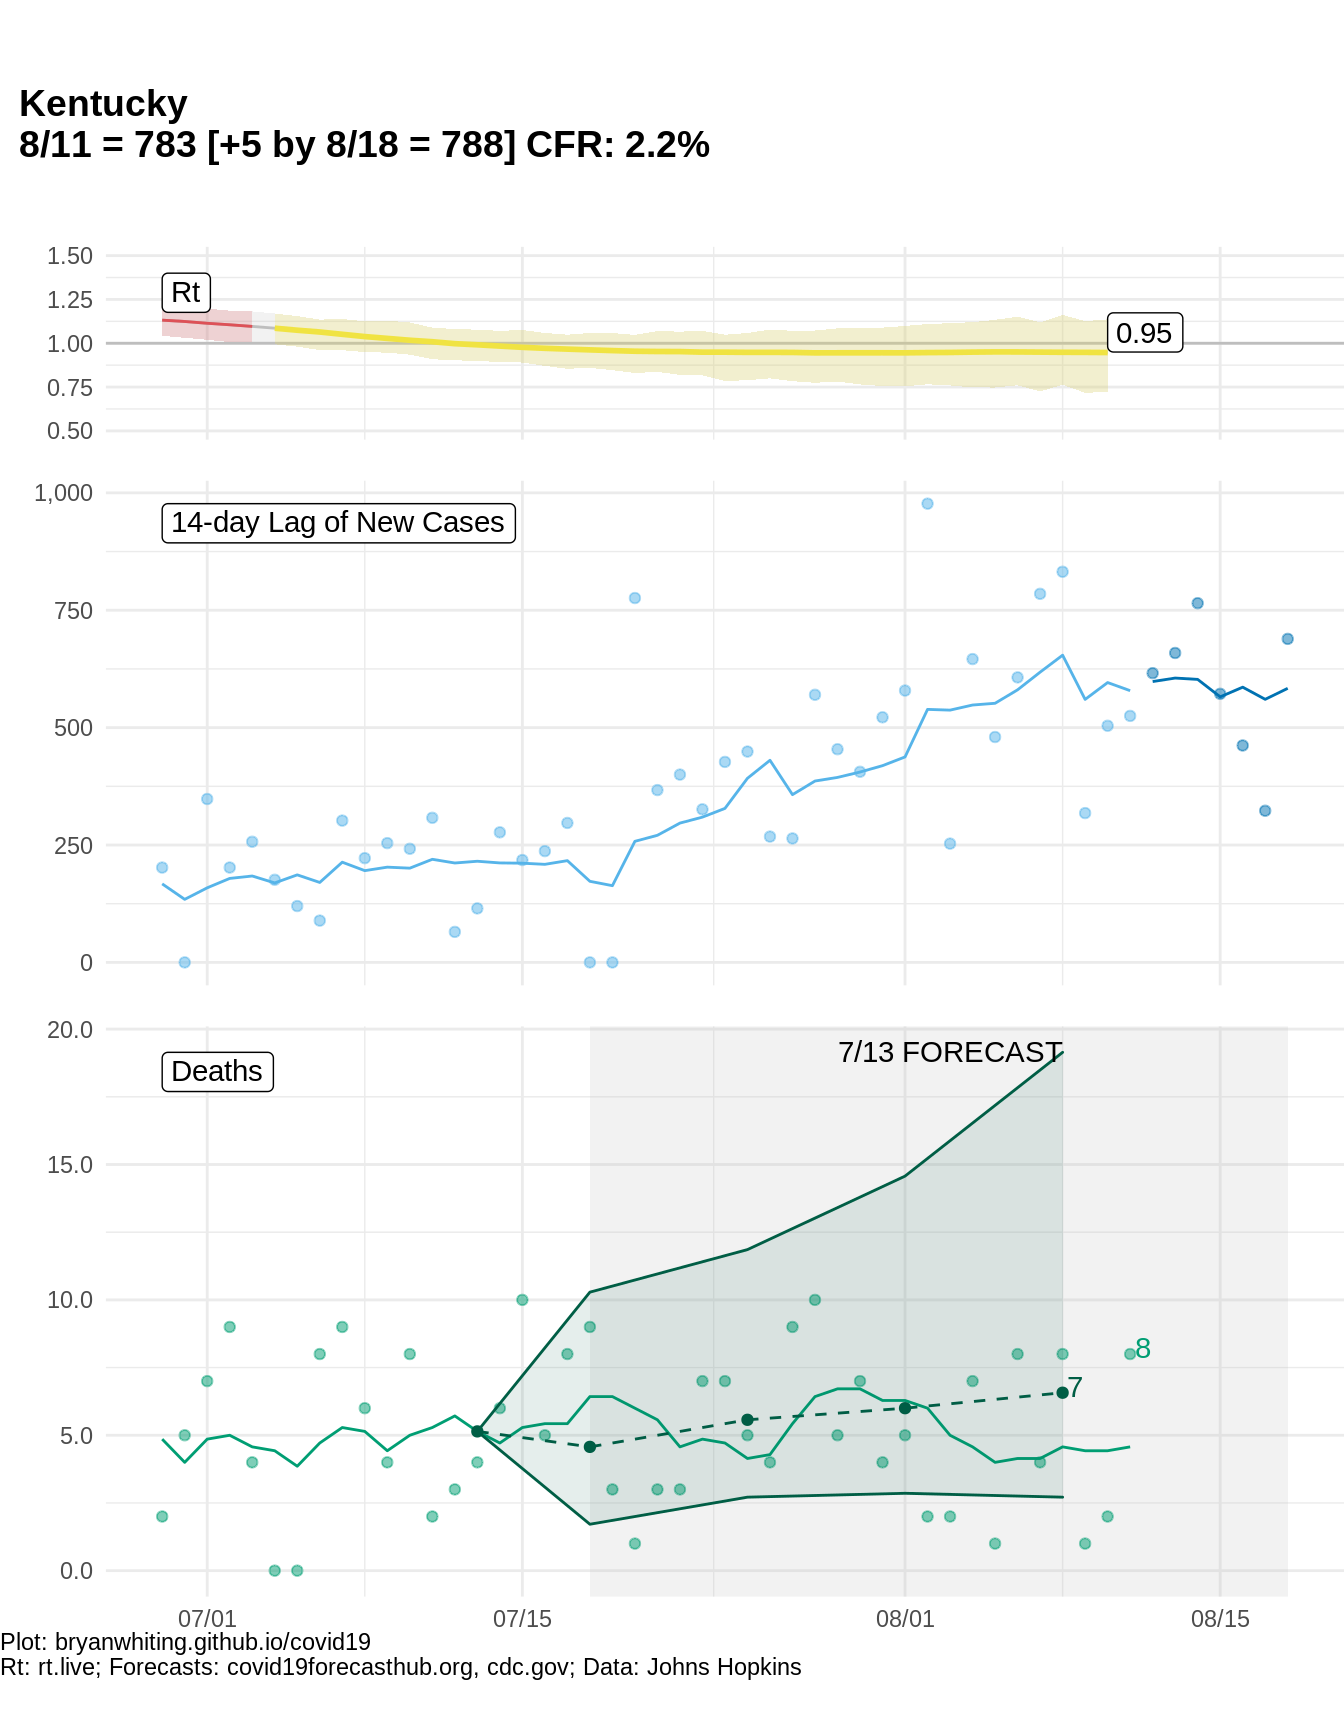 Kentucky
8/11 = 783 [+5 by 8/18 = 788] CFR: 2.2%
1.50
1.25
1.00
0.75
0.50
Rt
0.95
1,000
750
500
250
0
14-day Lag of New Cases
20.0
15.0
10.0
5.0
0.0
Deaths
7/13 FORECAST
8
7
07/01 07/15 08/01 08/15
Plot: bryanwhiting.github.io/covid19
Rt: rt.live; Forecasts: covid19forecasthub.org, cdc.gov; Data: Johns Hopkins